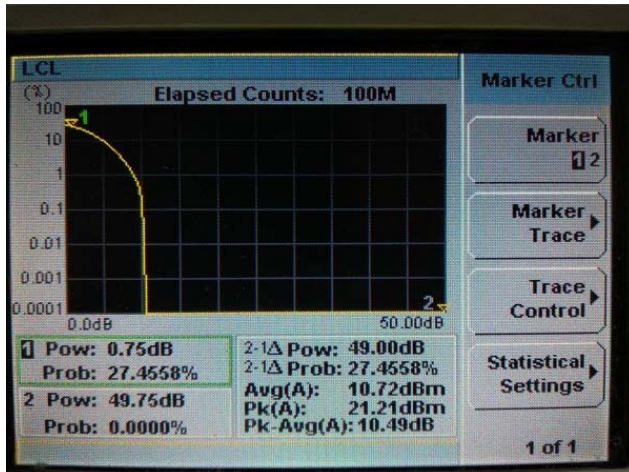 LCL
Marker Ctrl
(%) Elapsed Counts: 100M
100
1
10
1
0.1
0.01
0.001
0.0001
2
0.0dB 50.00dB
Marker
1 2
Marker
Trace
Trace
Control
Statistical
Settings
1 of 1
1 Pow: 0.75dB
Prob: 27.4558%
2 Pow: 49.75dB
Prob: 0.0000%
2-1Δ Pow: 49.00dB
2-1Δ Prob: 27.4558%
Avg(A): 10.72dBm
Pk(A): 21.21dBm
Pk-Avg(A): 10.49dB